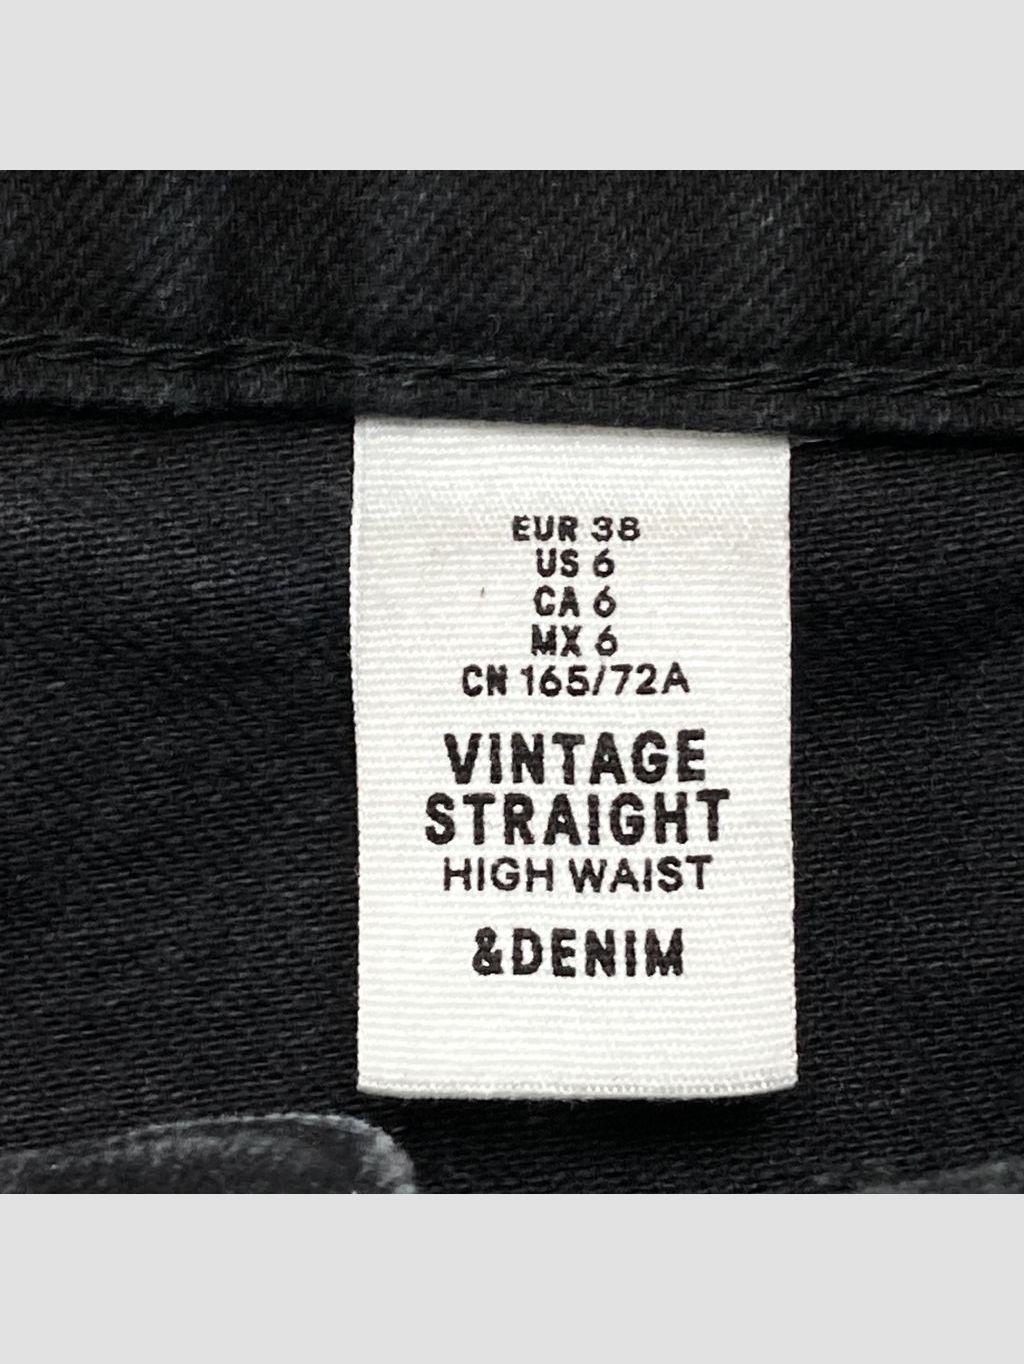 EUR 38
US 6
CA 6
MX 6
CN 165/72A
VINTAGE
STRAIGHT
HIGH WAIST
&DENIM